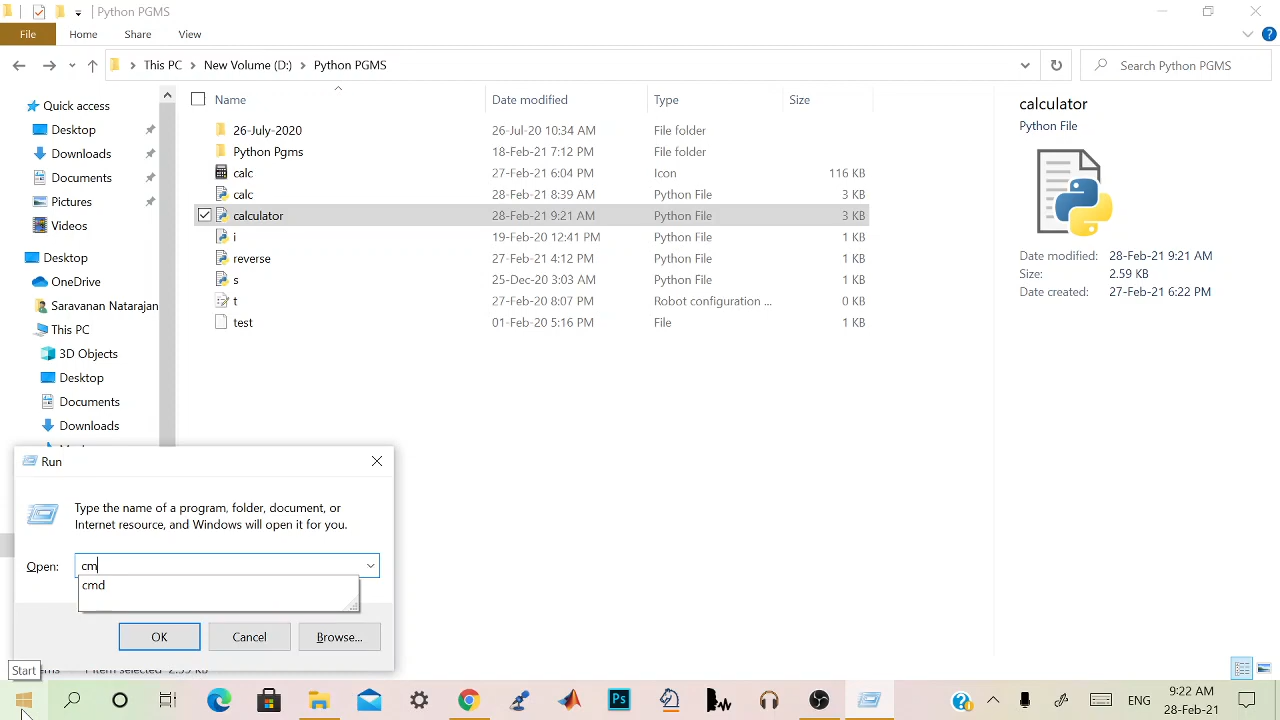 Python PGMS
File Home Share View
This PC New Volume (D:) Python PGMS Search Python PGMS
Name Date modified Type Size
Quick access
Desktop
Downloads
Documents
Pictures
Videos
Desktop
OneDrive
Saravanan Natarajan
This PC
3D Objects
Desktop
Documents
Downloads
26-July-2020 26-Jul-20 10:34 AM File folder
Python Pgms 18-Feb-21 7:12 PM File folder
calc 27-Feb-21 6:04 PM Icon 116 KB
calc 28-Feb-21 8:39 AM Python File 3 KB
calculator 28-Feb-21 9:21 AM Python File 3 KB
i 19-Feb-20 12:41 PM Python File 1 KB
reverse 27-Feb-21 4:12 PM Python File 1 KB
s 25-Dec-20 3:03 AM Python File 1 KB
t 27-Feb-20 8:07 PM Robot configuration ... 0 KB
test 01-Feb-20 5:16 PM File 1 KB
calculator
Python File
Date modified: 28-Feb-21 9:21 AM
Size: 2.59 KB
Date created: 27-Feb-21 6:22 PM
Run
Type the name of a program, folder, document, or
Internet resource, and Windows will open it for you.
Open: cm
cmd
OK Cancel Browse...
Start
1 item selected 2.59 KB
Ps
ENG
9:22 AM
28-Feb-21